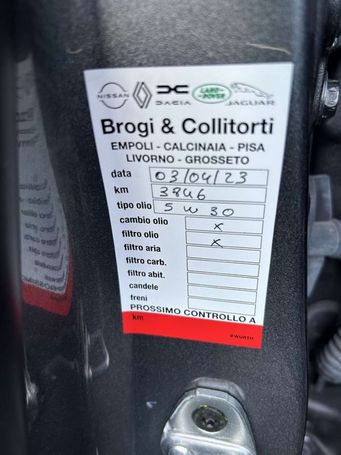 NISSAN DACIA LAND-ROVER JAGUAR
Brogi & Collitorti
EMPOLI - CALCINAIA - PISA
LIVORNO - GROSSETO
data 03/04/23
km 3846
tipo olio 5 W 30
cambio olio x
filtro olio x
filtro aria
filtro carb.
filtro abit.
candele
freni
PROSSIMO CONTROLLO A
km
WURTH